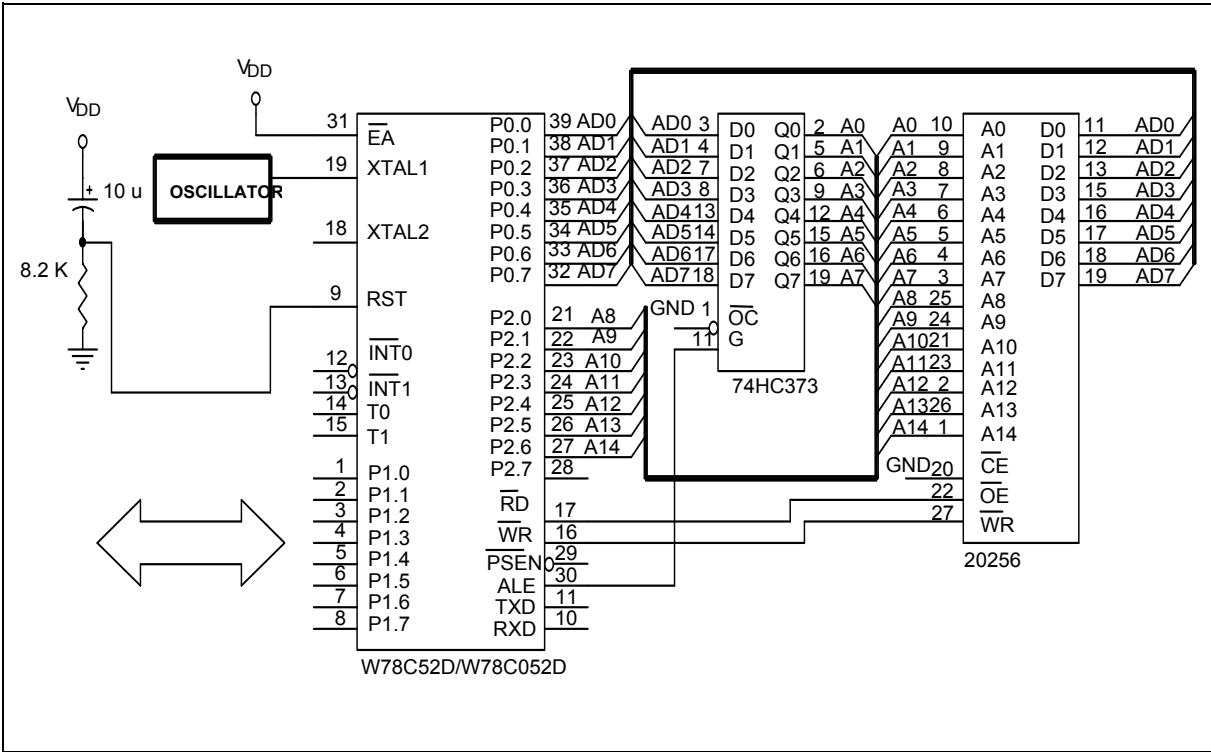 VDD
VDD
10 u
8.2 K
+
OSCILLATOR
31 EA
19 XTAL1
18 XTAL2
9 RST
12 INT0
13 INT1
14 T0
15 T1
1 P1.0
2 P1.1
3 P1.2
4 P1.3
5 P1.4
6 P1.5
7 P1.6
8 P1.7
P0.0 39 AD0
P0.1 38 AD1
P0.2 37 AD2
P0.3 36 AD3
P0.4 35 AD4
P0.5 34 AD5
P0.6 33 AD6
P0.7 32 AD7
P2.0 21 A8
P2.1 22 A9
P2.2 23 A10
P2.3 24 A11
P2.4 25 A12
P2.5 26 A13
P2.6 27 A14
P2.7 28
RD 17
WR 16
PSEN 29
ALE 30
TXD 11
RXD 10
W78C52D/W78C052D
AD0 3 D0 Q0 2 A0
AD1 4 D1 Q1 5 A1
AD2 7 D2 Q2 6 A2
AD3 8 D3 Q3 9 A3
AD4 13 D4 Q4 12 A4
AD5 14 D5 Q5 15 A5
AD6 17 D6 Q6 16 A6
AD7 18 D7 Q7 19 A7
GND 1 OC
11 G
74HC373
A0 10 A0 D0 11 AD0
A1 9 A1 D1 12 AD1
A2 8 A2 D2 13 AD2
A3 7 A3 D3 15 AD3
A4 6 A4 D4 16 AD4
A5 5 A5 D5 17 AD5
A6 4 A6 D6 18 AD6
A7 3 A7 D7 19 AD7
A8 25 A8
A9 24 A9
A10 21 A10
A11 23 A11
A12 2 A12
A13 26 A13
A14 1 A14
GND 20 CE
22 OE
27 WR
20256